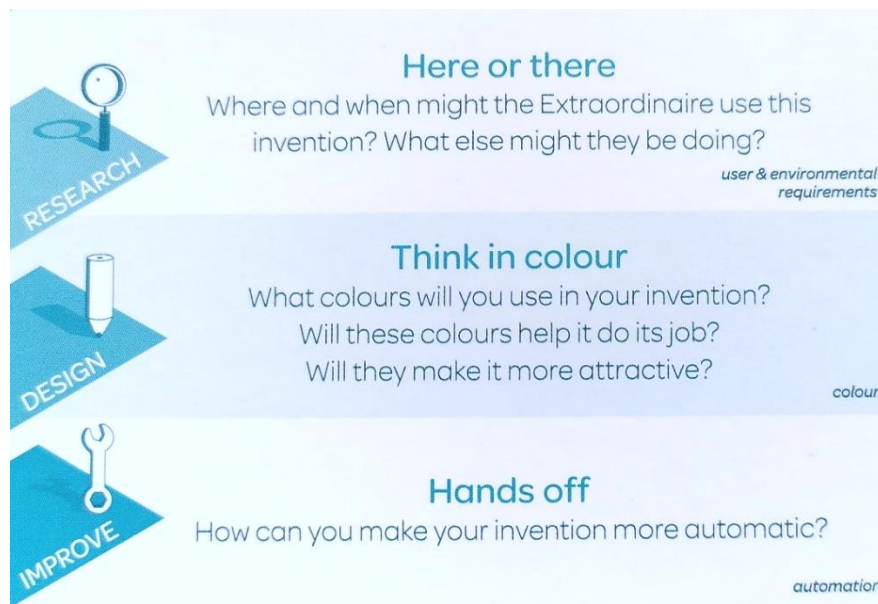 Here or there
Where and when might the Extraordinaire use this
invention? What else might they be doing?
user & environmental
requirements
RESEARCH
Think in colour
What colours will you use in your invention?
Will these colours help it do its job?
Will they make it more attractive?
colour
DESIGN
Hands off
How can you make your invention more automatic?
automation
IMPROVE